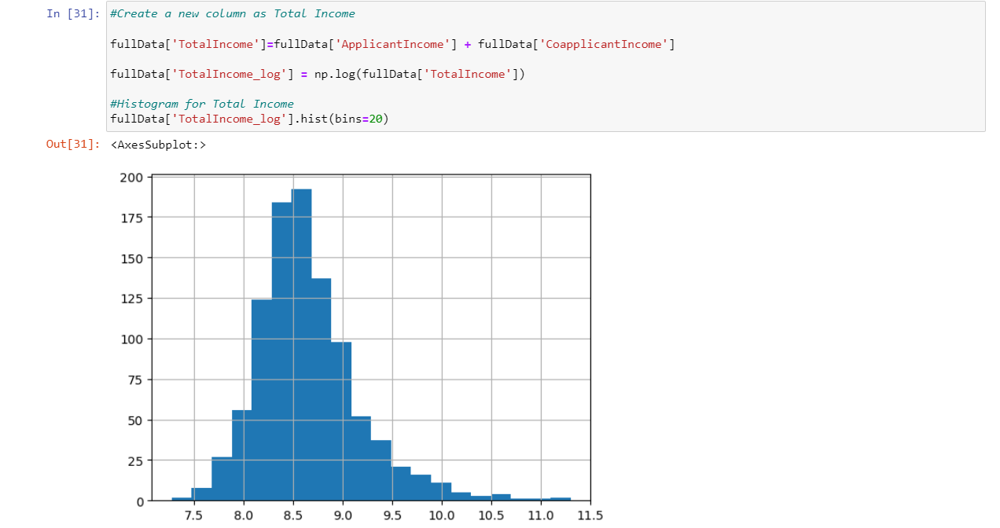 In [31]: #Create a new column as Total Income
fullData['TotalIncome']=fullData['ApplicantIncome'] + fullData['CoapplicantIncome']
fullData['TotalIncome_log'] = np.log(fullData['TotalIncome'])
#Histogram for Total Income
fullData['TotalIncome_log'].hist(bins=20)
Out[31]: <AxesSubplot:>
200
175
150
125
100
75
50
25
0
7.5 8.0 8.5 9.0 9.5 10.0 10.5 11.0 11.5